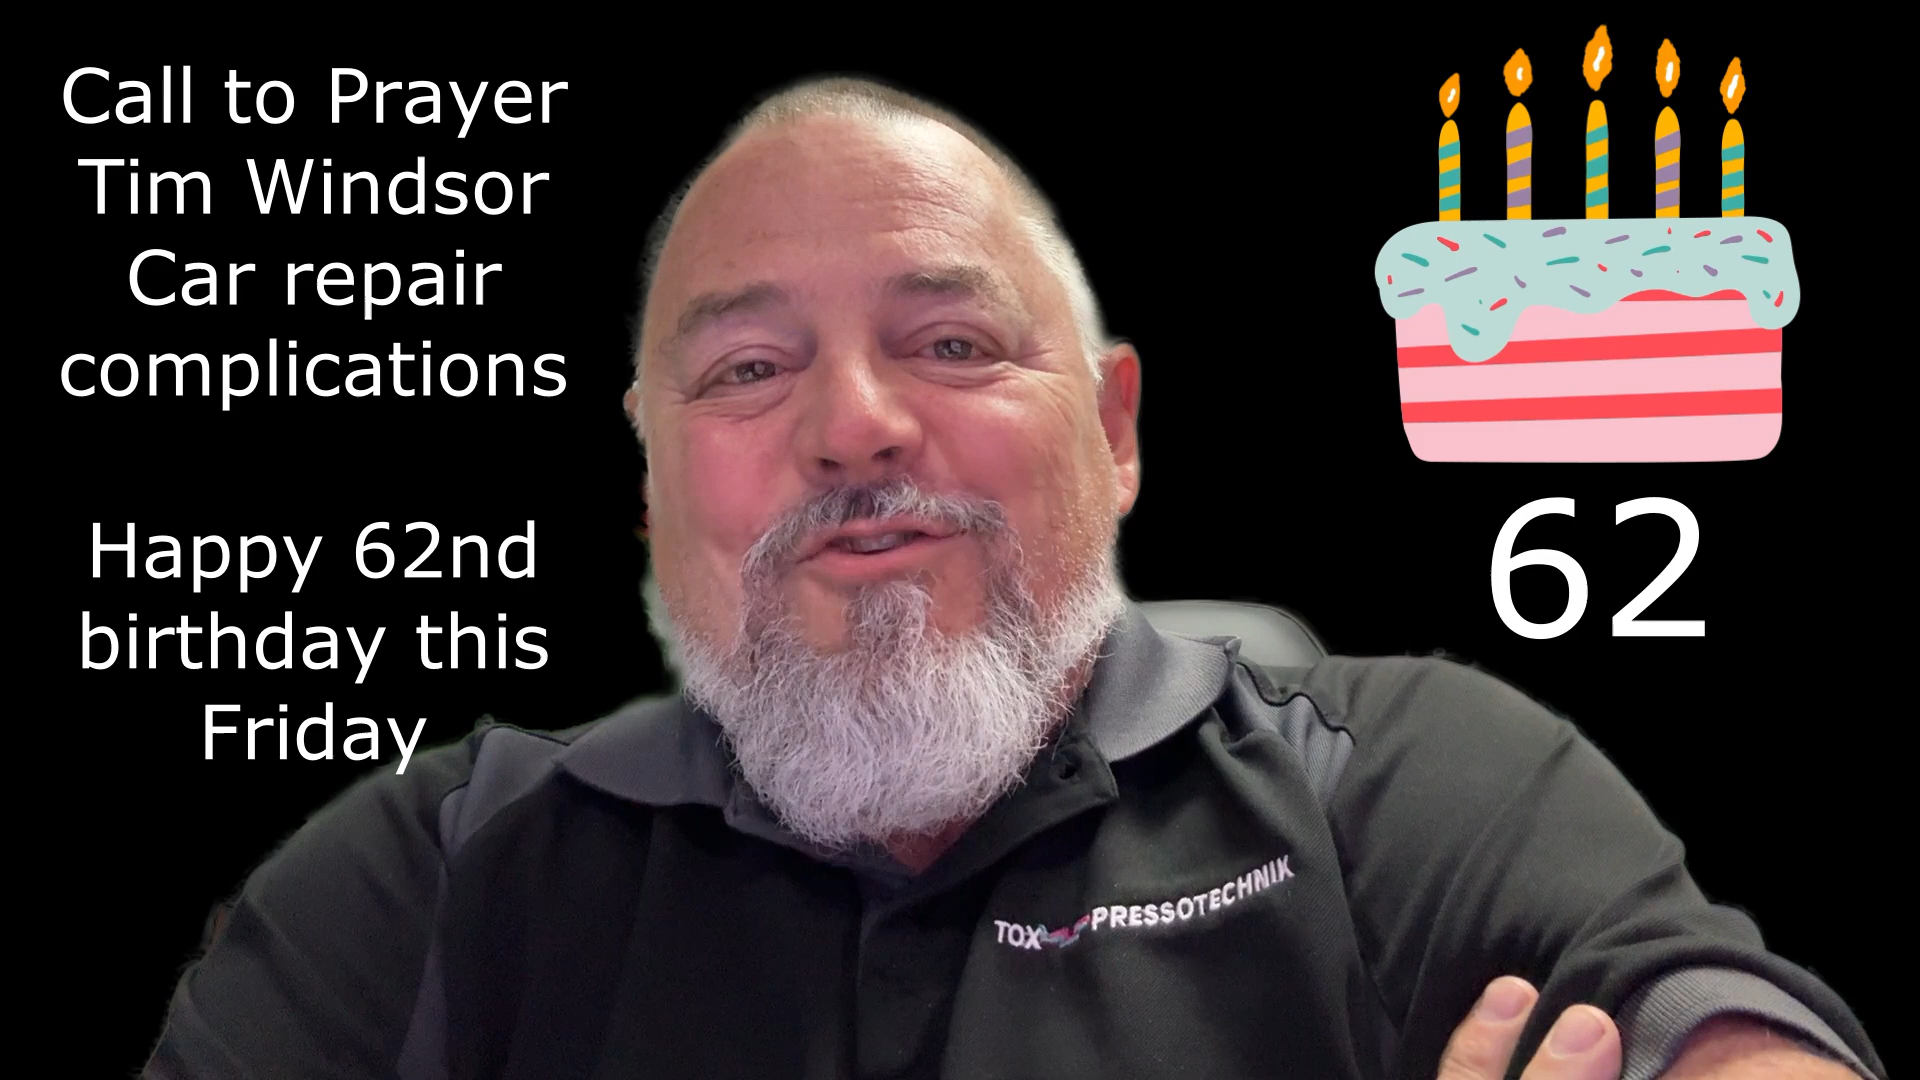 Call to Prayer
Tim Windsor
Car repair
complications
Happy 62nd
birthday this
Friday
62
TOX PRESSOTECHNIK